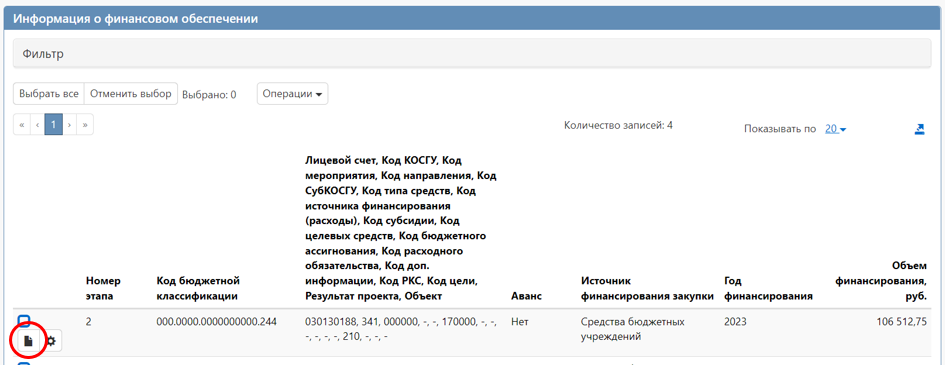 Информация о финансовом обеспечении
Фильтр
Выбрать все Отменить выбор Выбрано: 0 Операции
« ‹ 1 › » Количество записей: 4 Показывать по 20
Номер этапа
Код бюджетной классификации
Лицевой счет, Код КОСГУ, Код
мероприятия, Код направления, Код
СубКОСГУ, Код типа средств, Код
источника финансирования
(расходы), Код субсидии, Код
целевых средств, Код бюджетного
ассигнования, Код расходного
обязательства, Код доп.
информации, Код РКС, Код цели,
Результат проекта, Объект
Аванс
Источник
финансирования закупки
Год
финансирования
Объем
финансирования,
руб.
2
000.0000.0000000000.244
030130188, 341, 000000, -, -, 170000, -, -,
-, -, -, -, 210, -, -, -
Нет
Средства бюджетных
учреждений
2023
106 512,75